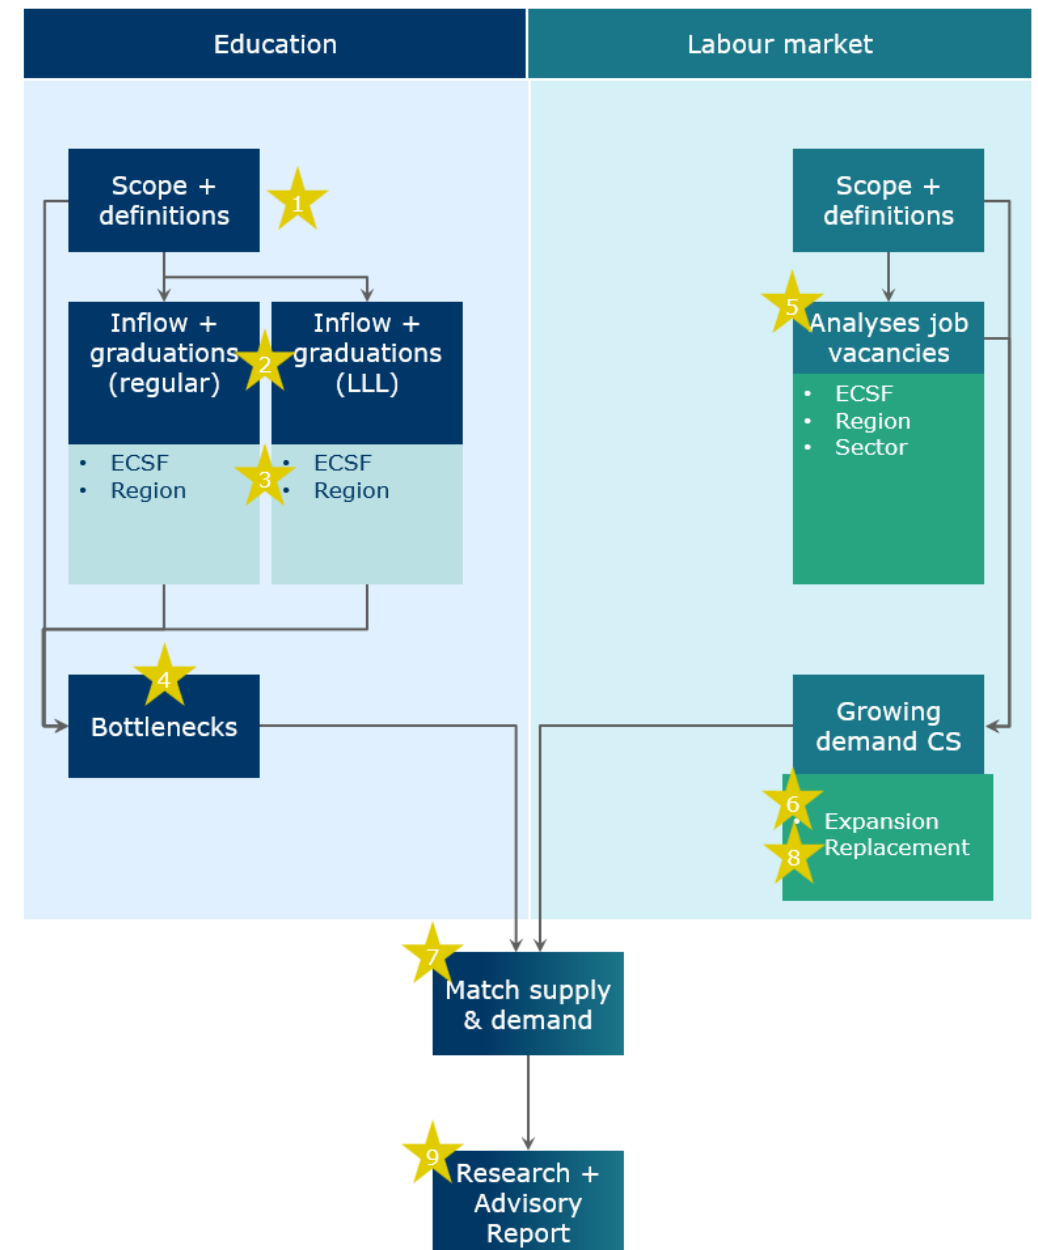 Education
Labour market
Scope +
definitions
1
Scope +
definitions
Inflow +
graduations
(regular)
2
Inflow +
graduations
(LLL)
5
Analyses job
vacancies
• ECSF
• Region
3
• ECSF
• Region
• ECSF
• Region
• Sector
4
Bottlenecks
Growing
demand CS
6
• Expansion
8
Replacement
7
Match supply
& demand
9
Research +
Advisory
Report